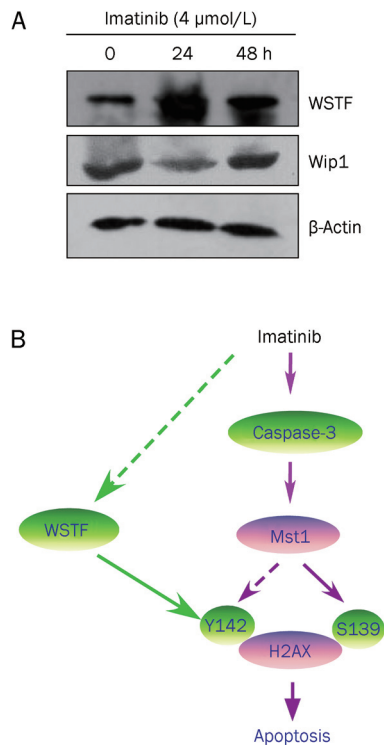 A
Imatinib (4 µmol/L)
0 24 48 h
WSTF
Wip1
β-Actin
B
Imatinib
Caspase-3
WSTF
Mst1
Y142
S139
H2AX
Apoptosis